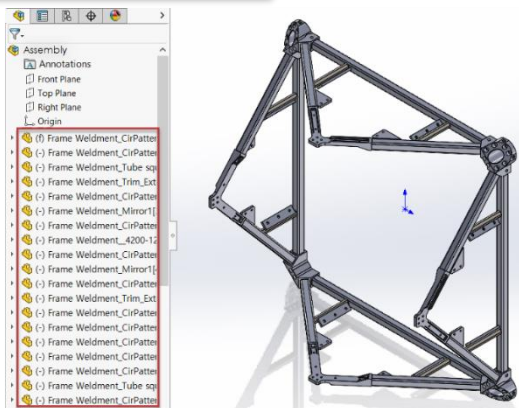 Assembly
Annotations
Front Plane
Top Plane
Right Plane
Origin
(f) Frame Weldment_CirPatter
(-) Frame Weldment_CirPatter
(-) Frame Weldment_Tube squ
(-) Frame Weldment_Trim_Ext
(-) Frame Weldment_CirPatter
(-) Frame Weldment_Mirror1[
(-) Frame Weldment_CirPatter
(-) Frame Weldment__4200-12
(-) Frame Weldment_CirPatter
(-) Frame Weldment_Mirror1[
(-) Frame Weldment_CirPatter
(-) Frame Weldment_Trim_Ext
(-) Frame Weldment_CirPatter
(-) Frame Weldment_CirPatter
(-) Frame Weldment_CirPatter
(-) Frame Weldment_CirPatter
(-) Frame Weldment_Tube squ
(-) Frame Weldment_CirPatter